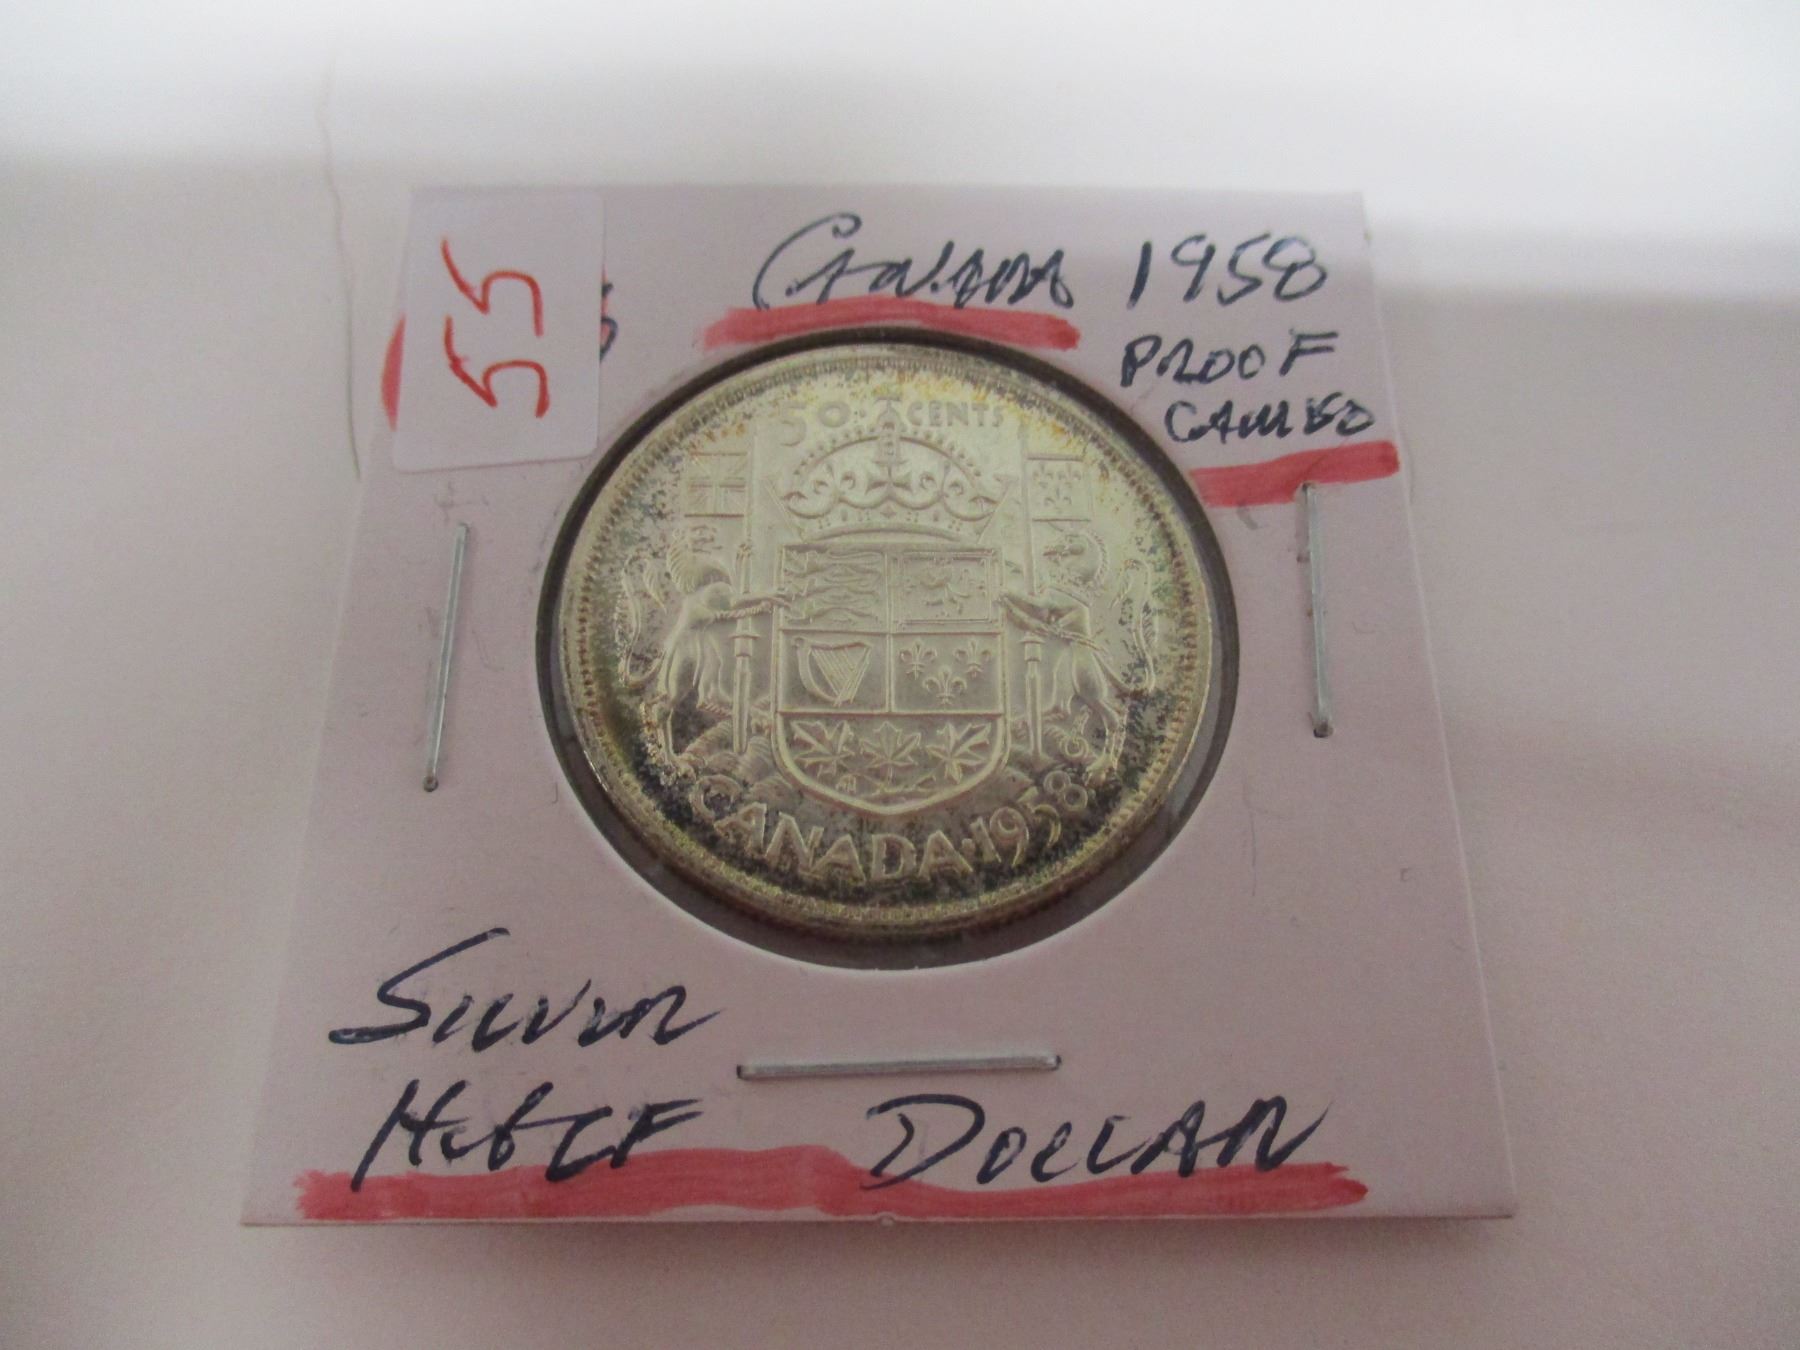 55
CANADA 1958
PROOF
CAMEO
50 CENTS
CANADA·1958
SILVER
HALF DOLLAR